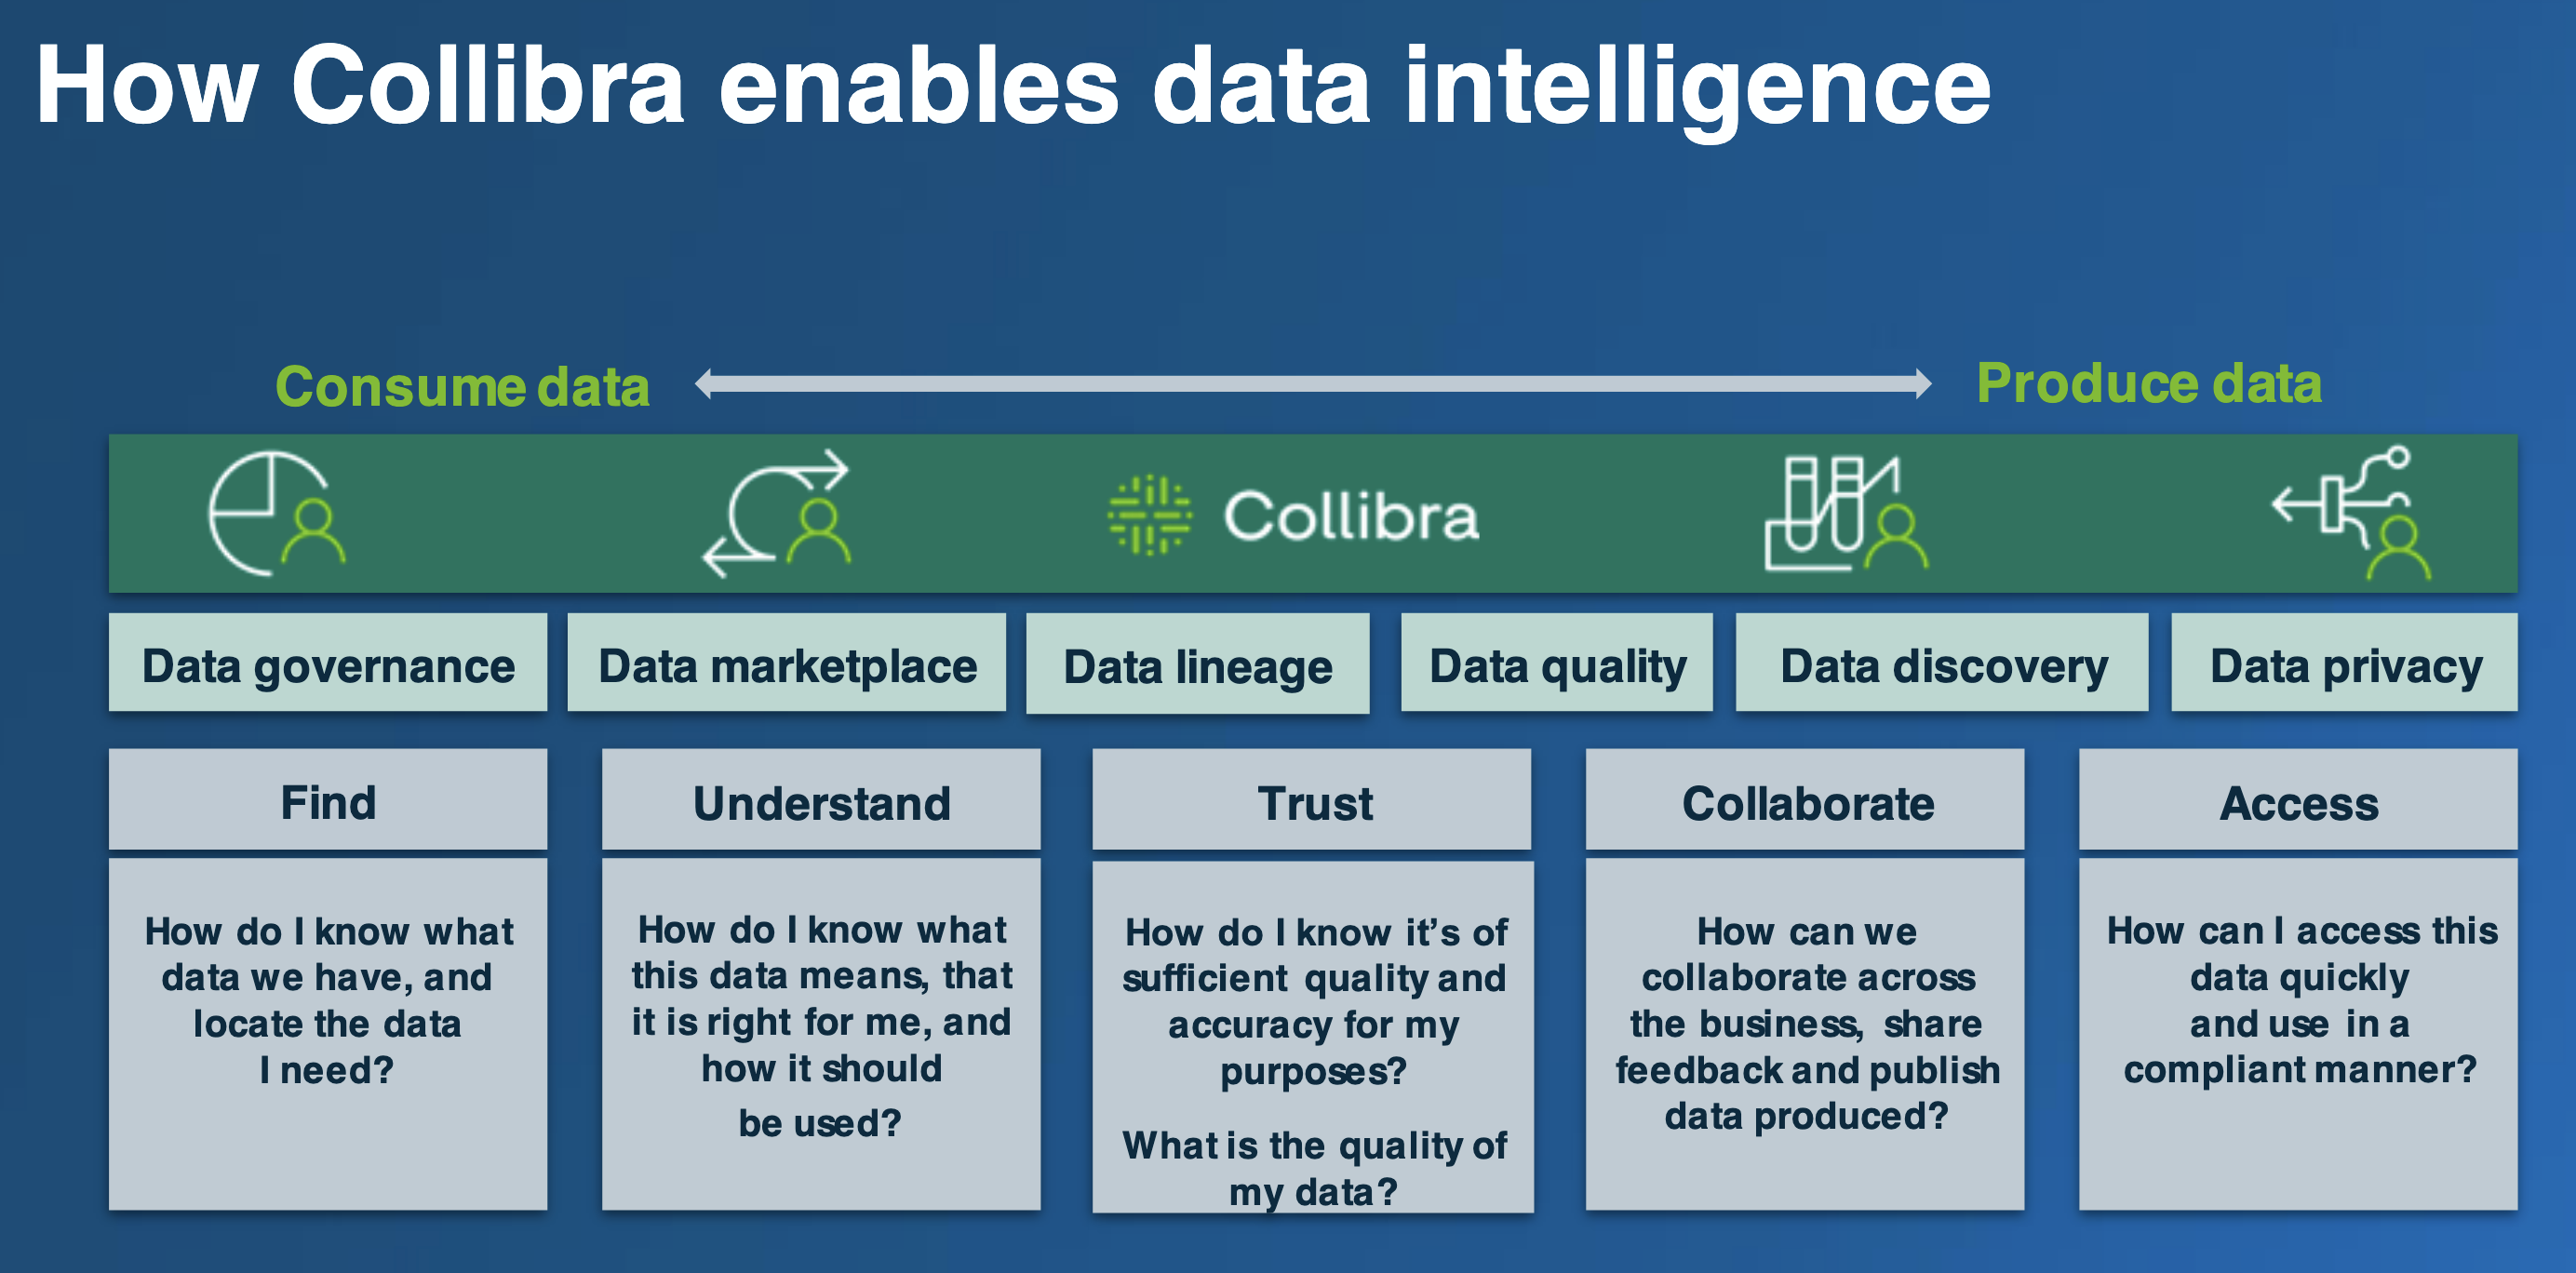 How Collibra enables data intelligence
Consume data
Produce data
Collibra
Data governance
Data marketplace
Data lineage
Data quality
Data discovery
Data privacy
Find
Understand
Trust
Collaborate
Access
How do I know what
data we have, and
locate the data
I need?
How do I know what
this data means, that
it is right for me, and
how it should
be used?
How do I know it’s of
sufficient quality and
accuracy for my
purposes?
What is the quality of
my data?
How can we
collaborate across
the business, share
feedback and publish
data produced?
How can I access this
data quickly
and use in a
compliant manner?